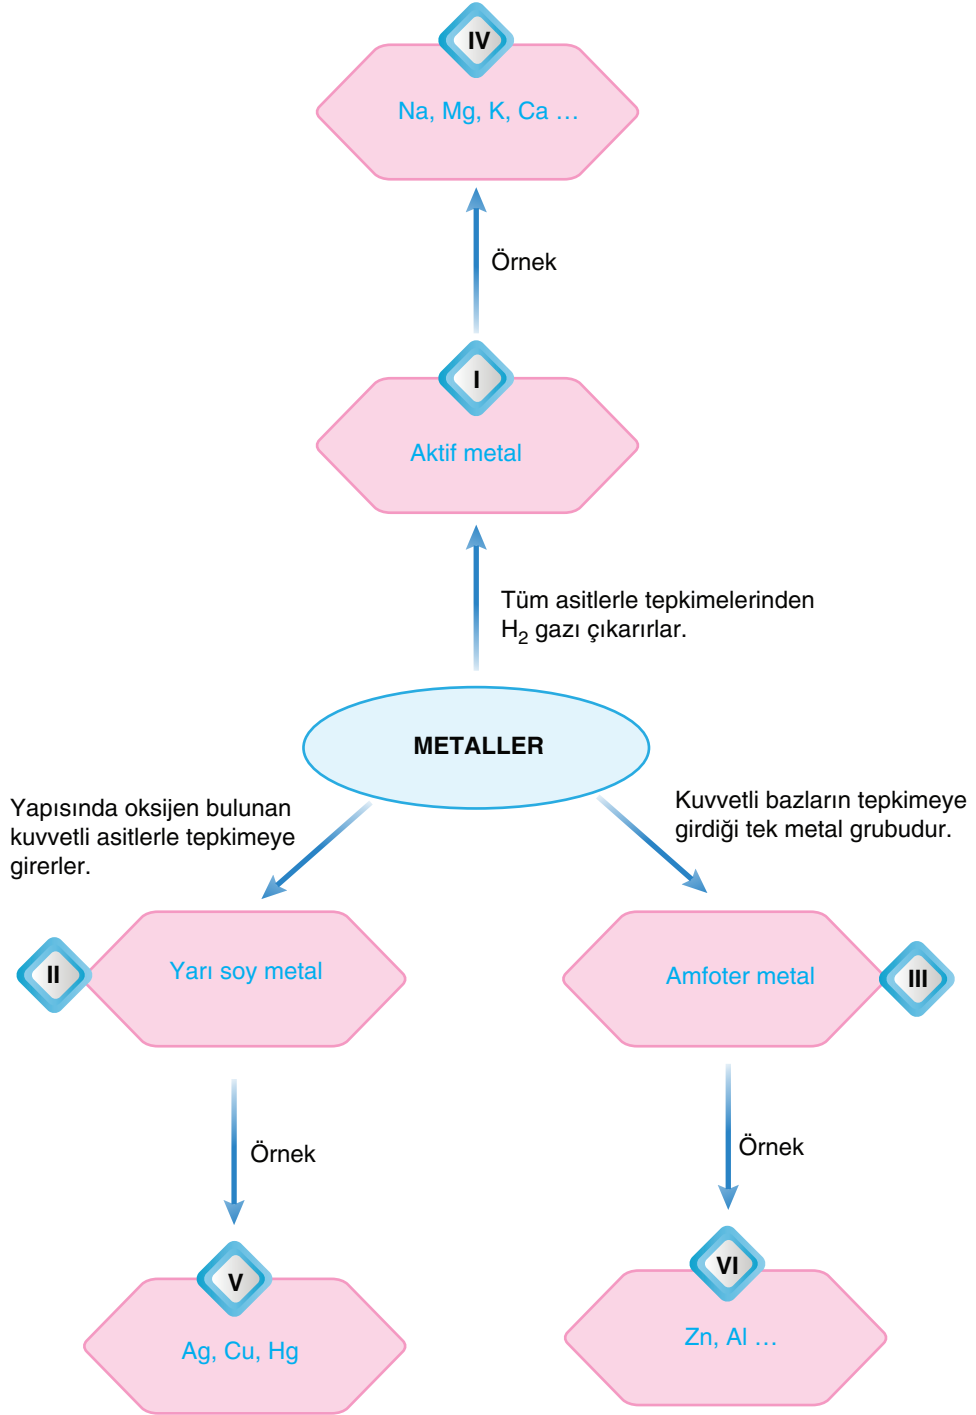 IV
Na, Mg, K, Ca …
Örnek
I
Aktif metal
Tüm asitlerle tepkimelerinden
H₂ gazı çıkarırlar.
METALLER
Yapısında oksijen bulunan
kuvvetli asitlerle tepkimeye
girerler.
Kuvvetli bazların tepkimeye
girdiği tek metal grubudur.
II
Yarı soy metal
Amfoter metal
III
Örnek
Örnek
V
Ag, Cu, Hg
VI
Zn, Al …